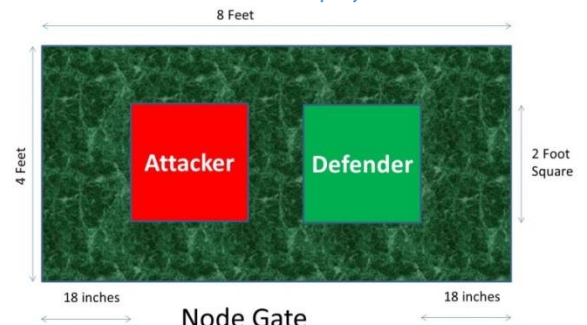 8 Feet
4 Feet
Attacker
Defender
2 Foot
Square
18 inches
18 inches
Node Gate